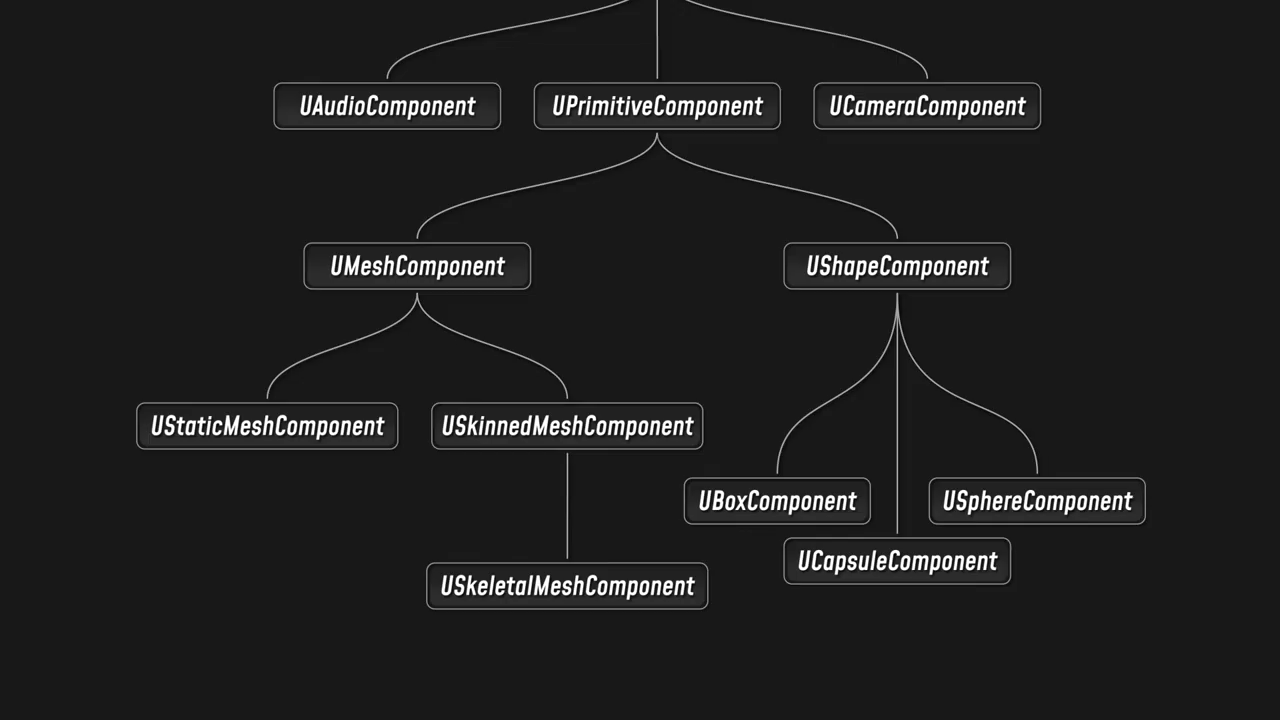 UAudioComponent
UPrimitiveComponent
UCameraComponent
UMeshComponent
UShapeComponent
UStaticMeshComponent
USkinnedMeshComponent
UBoxComponent
USphereComponent
UCapsuleComponent
USkeletalMeshComponent